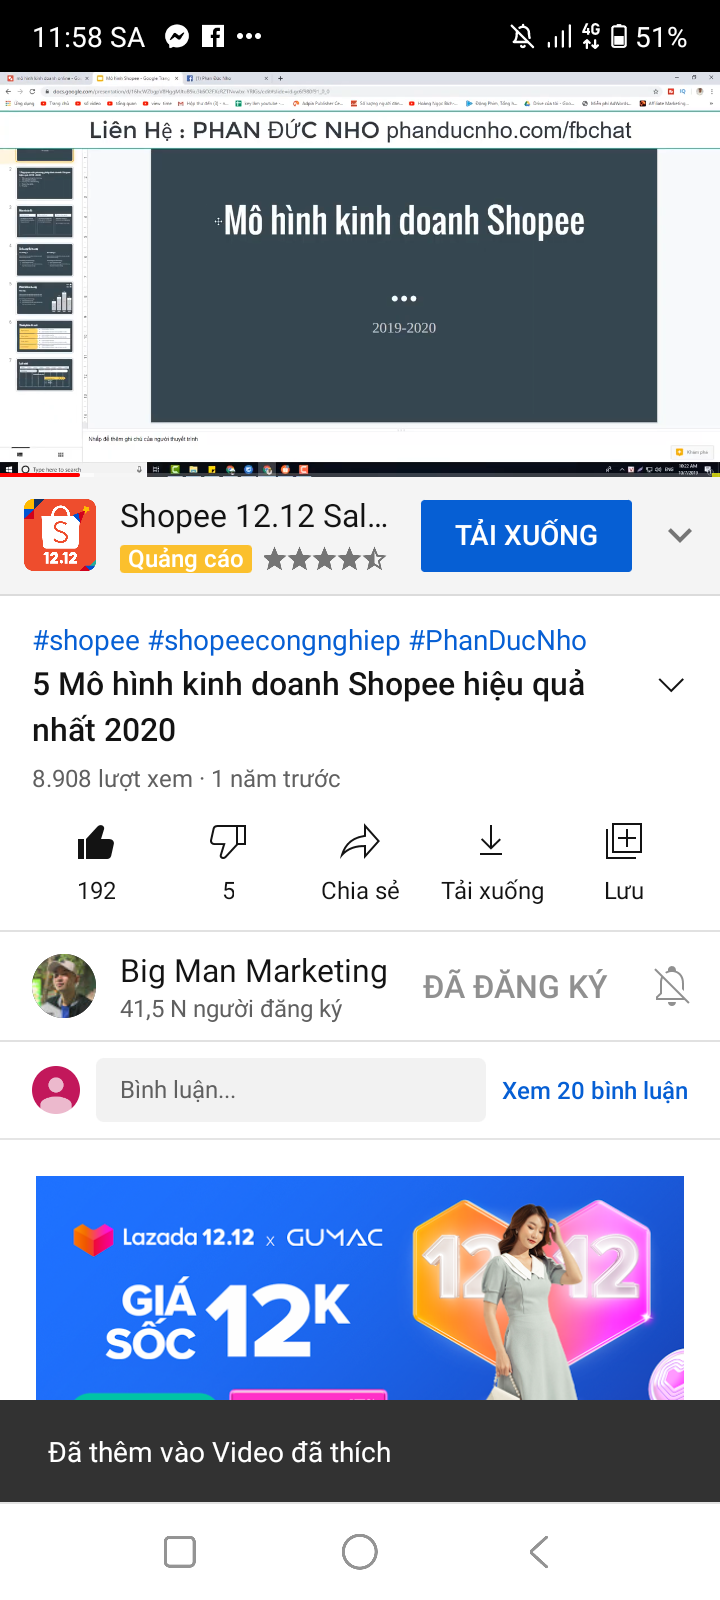 11:58 SA
4G
51%
Liên Hệ : PHAN ĐỨC NHO phanducnho.com/fbchat
Mô hình kinh doanh Shopee
2019-2020
Nhấp để thêm ghi chú của người thuyết trình
Type here to search
Shopee 12.12 Sal...
12.12
Quảng cáo
TẢI XUỐNG
#shopee #shopeecongnghiep #PhanDucNho
5 Mô hình kinh doanh Shopee hiệu quả
nhất 2020
8.908 lượt xem · 1 năm trước
192
5
Chia sẻ
Tải xuống
Lưu
Big Man Marketing
41,5 N người đăng ký
ĐÃ ĐĂNG KÝ
Bình luận...
Xem 20 bình luận
Lazada 12.12 x GUMAC
GIÁ
SỐC 12K
12 12
Đã thêm vào Video đã thích